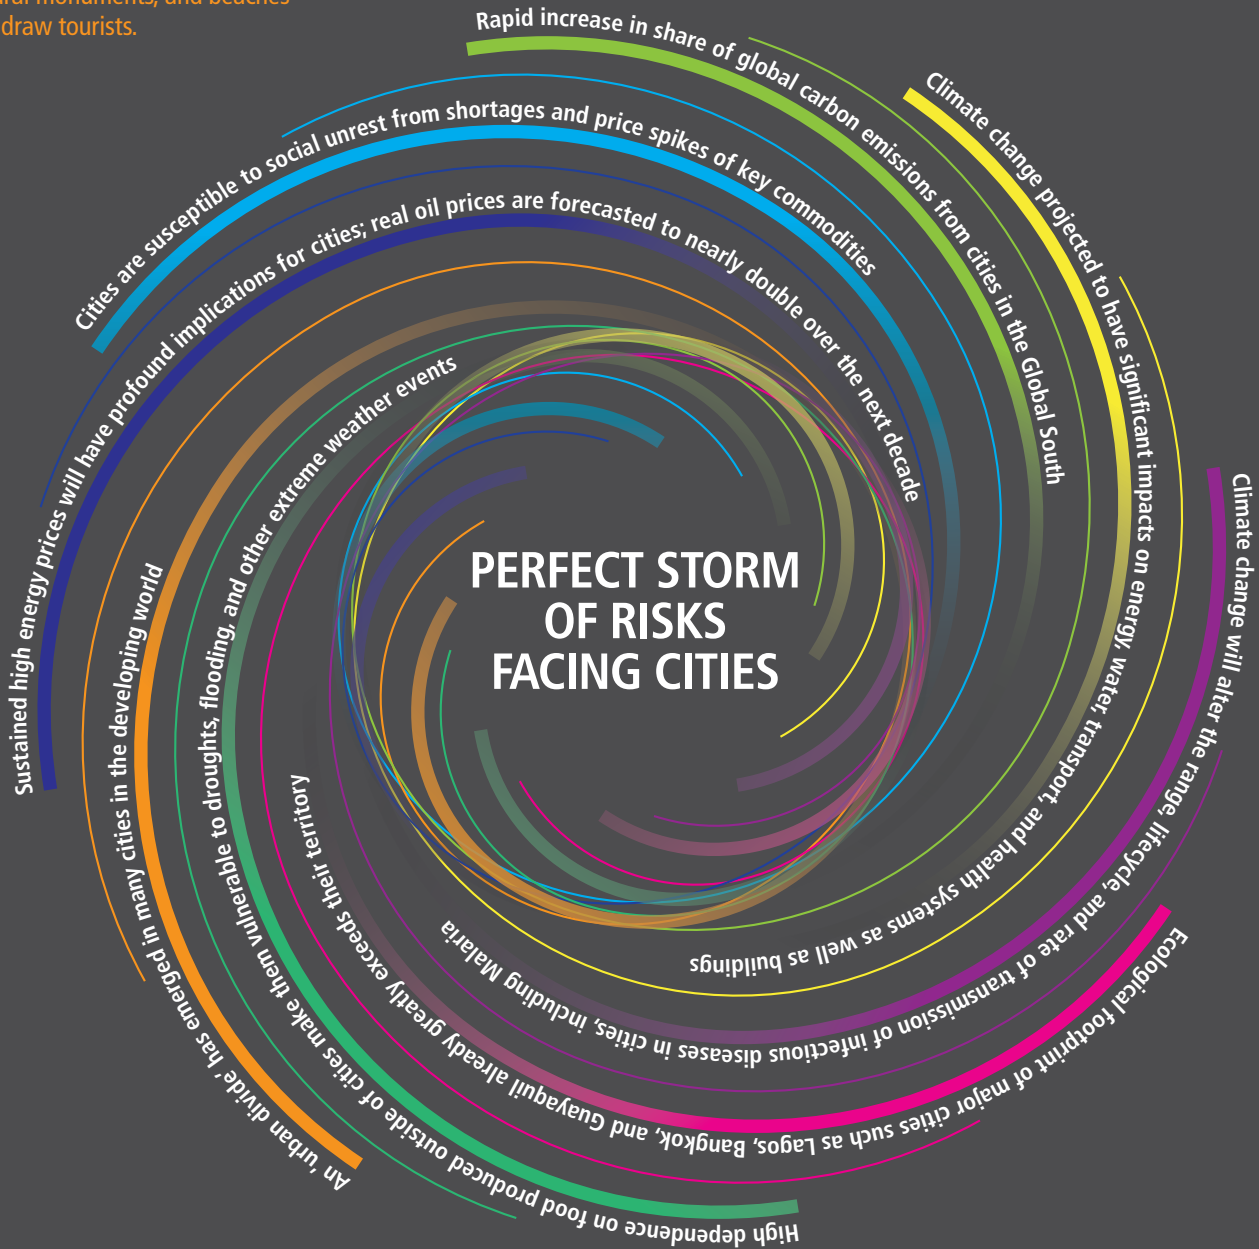 ral monuments, and beaches
draw tourists.
Rapid increase in share of global carbon emissions from cities in the Global South
Climate change projected to have significant impacts on energy, water, transport, and health systems as well as buildings
Climate change will alter the range, lifecycle, and rate of transmission of infectious diseases in cities, including Malaria
Ecological footprint of major cities such as Lagos, Bangkok, and Guayaquil already greatly exceeds their territory
High dependence on food produced outside of cities make them vulnerable to droughts, flooding, and other extreme weather events
An ‘urban divide’ has emerged in many cities in the developing world
Sustained high energy prices will have profound implications for cities; real oil prices are forecasted to nearly double over the next decade
Cities are susceptible to social unrest from shortages and price spikes of key commodities
PERFECT STORM
OF RISKS
FACING CITIES